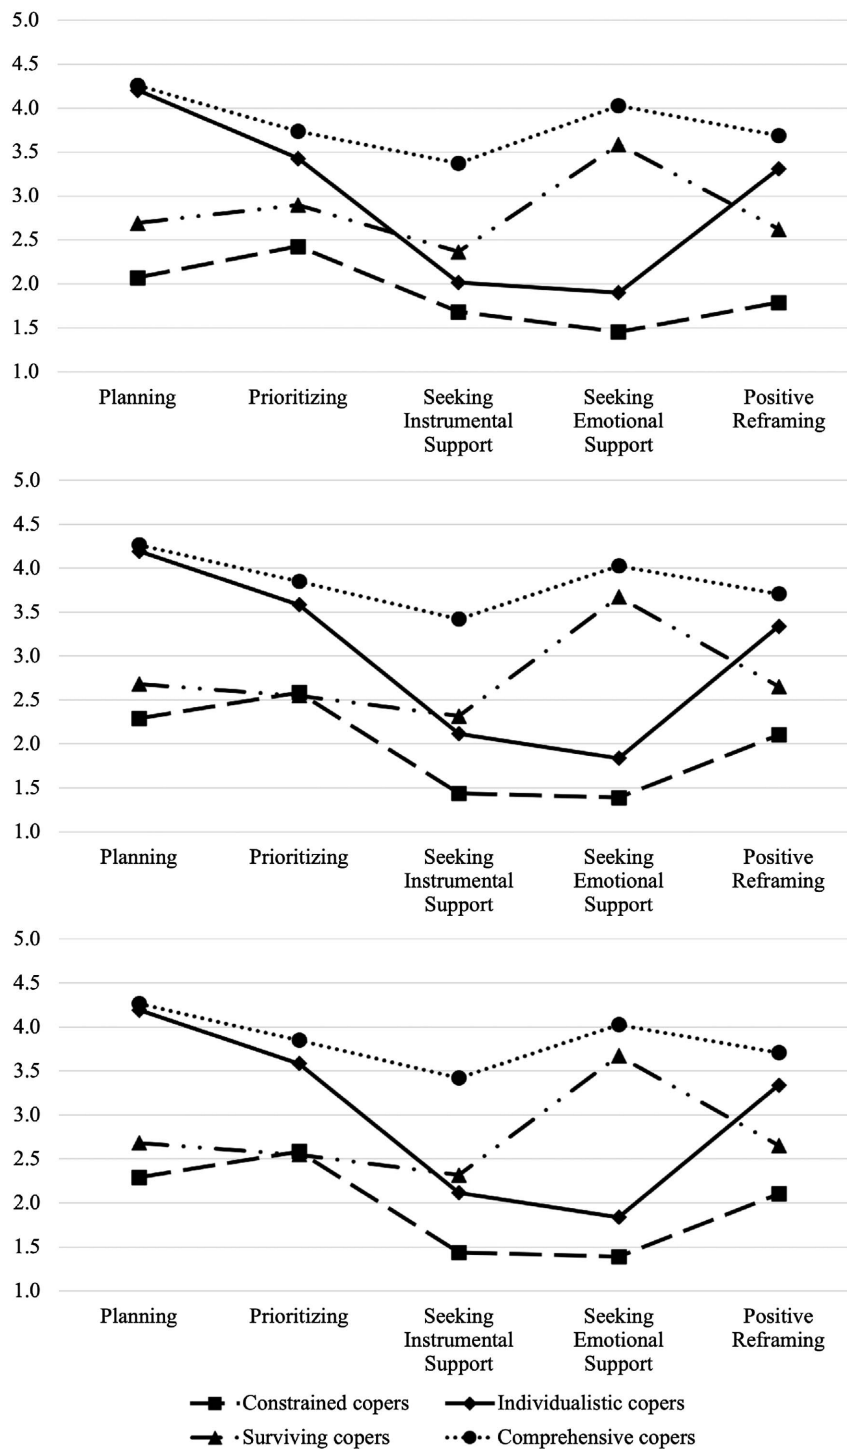 5.0
4.5
4.0
3.5
3.0
2.5
2.0
1.5
1.0
Planning Prioritizing Seeking Seeking Positive
Instrumental Emotional Reframing
Support Support
5.0
4.5
4.0
3.5
3.0
2.5
2.0
1.5
1.0
Planning Prioritizing Seeking Seeking Positive
Instrumental Emotional Reframing
Support Support
5.0
4.5
4.0
3.5
3.0
2.5
2.0
1.5
1.0
Planning Prioritizing Seeking Seeking Positive
Instrumental Emotional Reframing
Support Support
Constrained copers Individualistic copers
Surviving copers Comprehensive copers